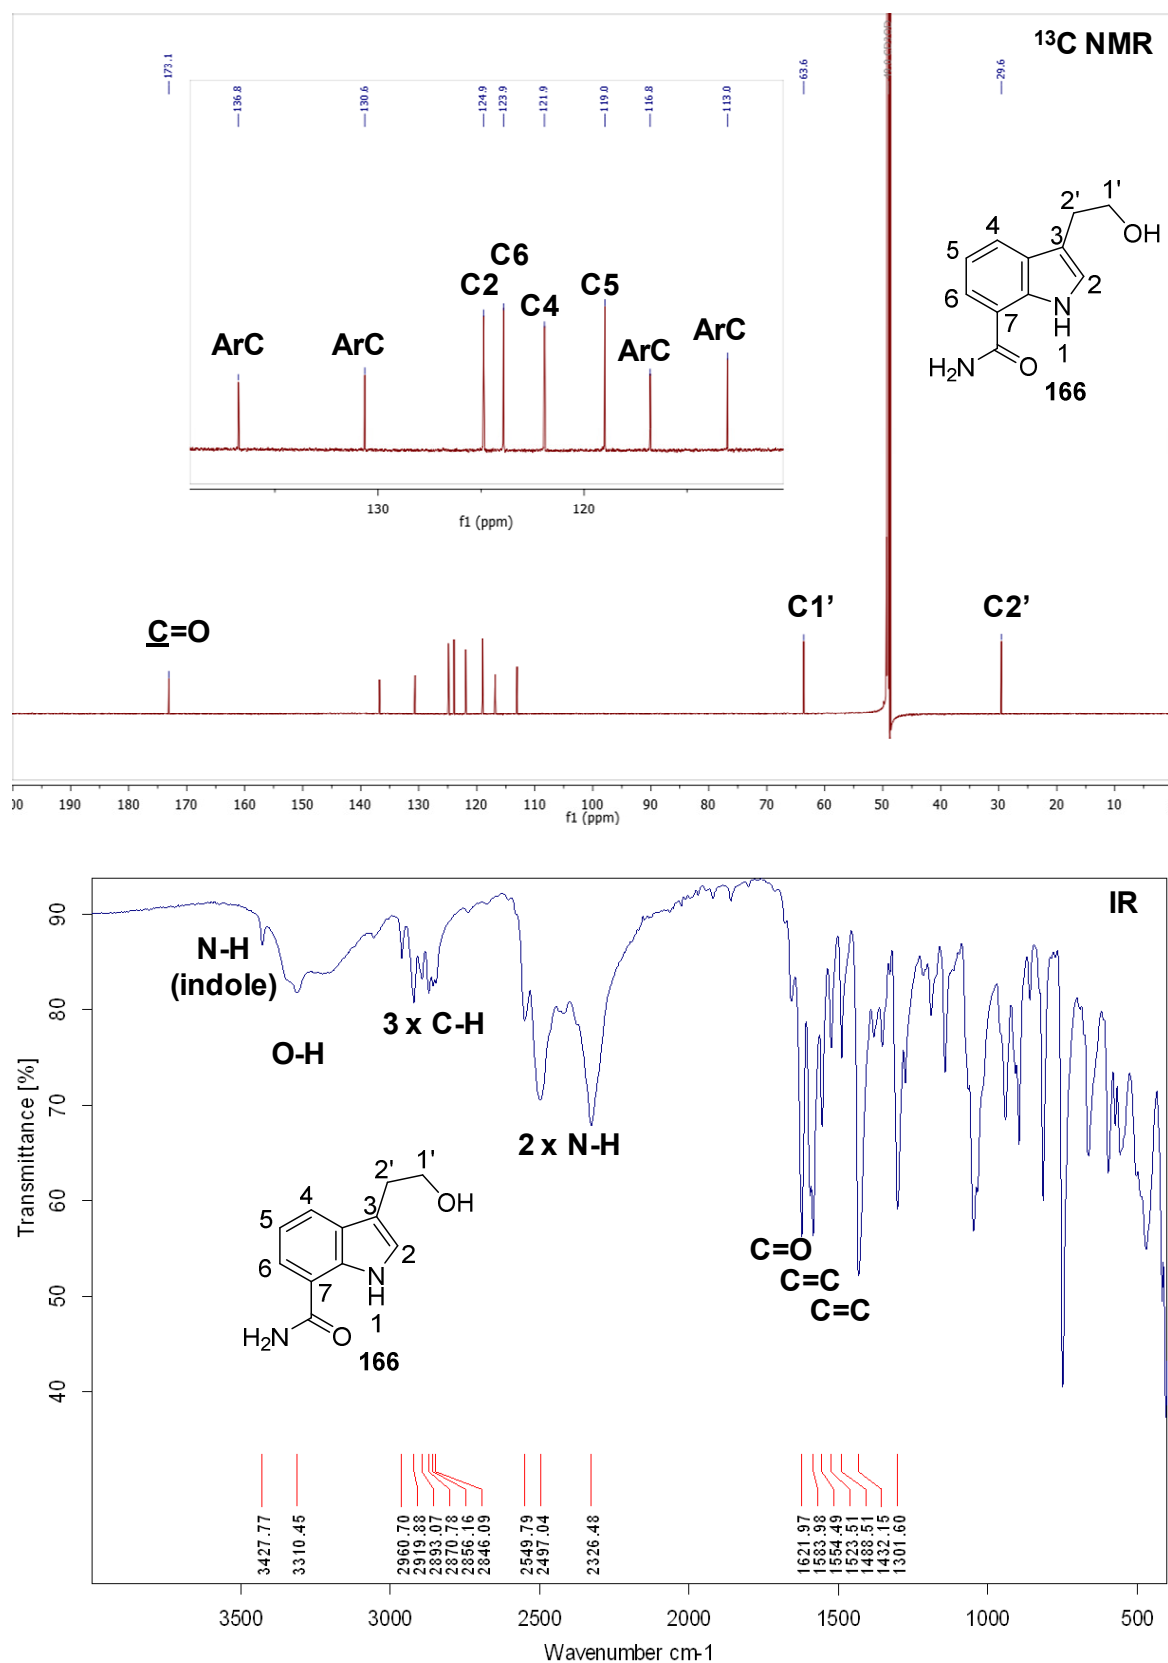 ¹³C NMR
—173.1
—63.6
—29.6
—136.8
—130.6
—124.9
—123.9
—121.9
—119.0
—116.8
—113.0
C6
C2
C4
C5
ArC
ArC
ArC
ArC
130
120
f1 (ppm)
1'
2'
OH
4
3
5
2
6
7
N
H
1
H₂N
O
166
C=O
C1’
C2’
00 190 180 170 160 150 140 130 120 110 100 90 80 70 60 50 40 30 20 10
f1 (ppm)
IR
N-H
(indole)
O-H
3 x C-H
2 x N-H
C=O
C=C
C=C
1'
2'
OH
4
3
5
2
6
7
N
H
1
H₂N
O
166
Transmittance [%]
90
80
70
60
50
40
3427.77
3310.45
2960.70
2919.88
2893.07
2870.78
2856.16
2846.09
2549.79
2497.04
2326.48
1621.97
1583.98
1554.49
1523.51
1488.51
1432.15
1301.60
3500 3000 2500 2000 1500 1000 500
Wavenumber cm-1